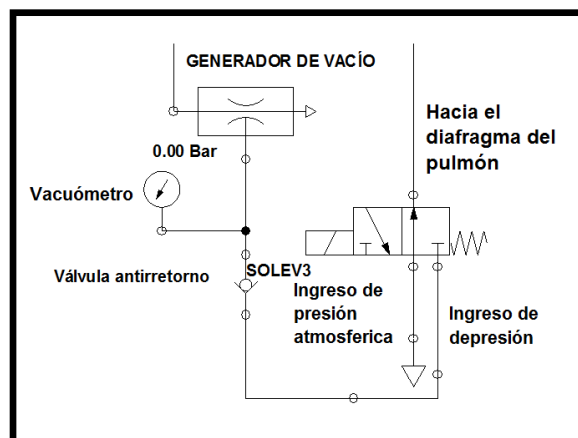 GENERADOR DE VACÍO
0.00 Bar
Vacuómetro
Válvula antirretorno
SOLEV3
Hacia el
diafragma del
pulmón
Ingreso de
presión
atmosferica
Ingreso de
depresión